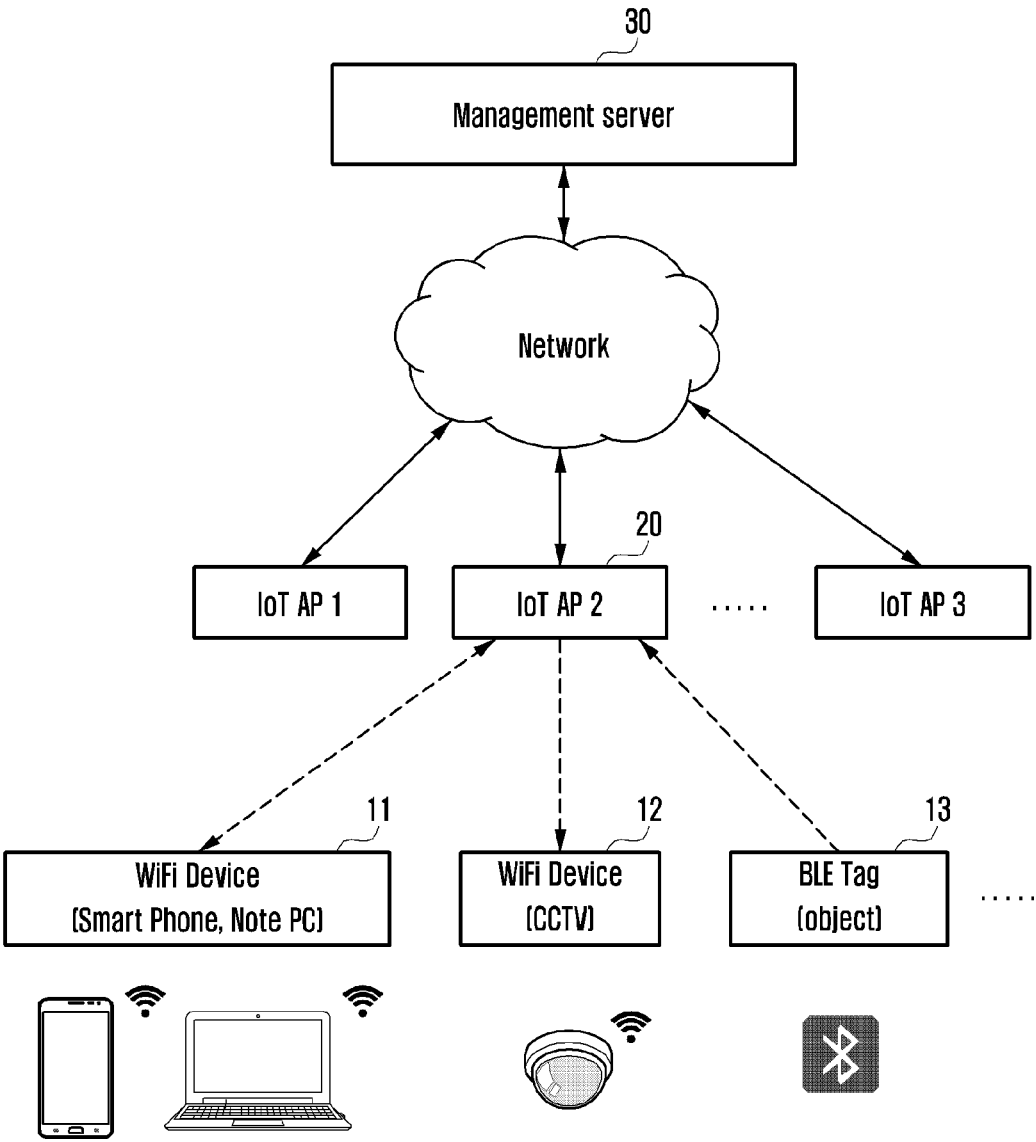 30
Management server
Network
20
IoT AP 1
IoT AP 2
.....
IoT AP 3
11
12
13
WiFi Device
(Smart Phone, Note PC)
WiFi Device
(CCTV)
BLE Tag
(object)
.....